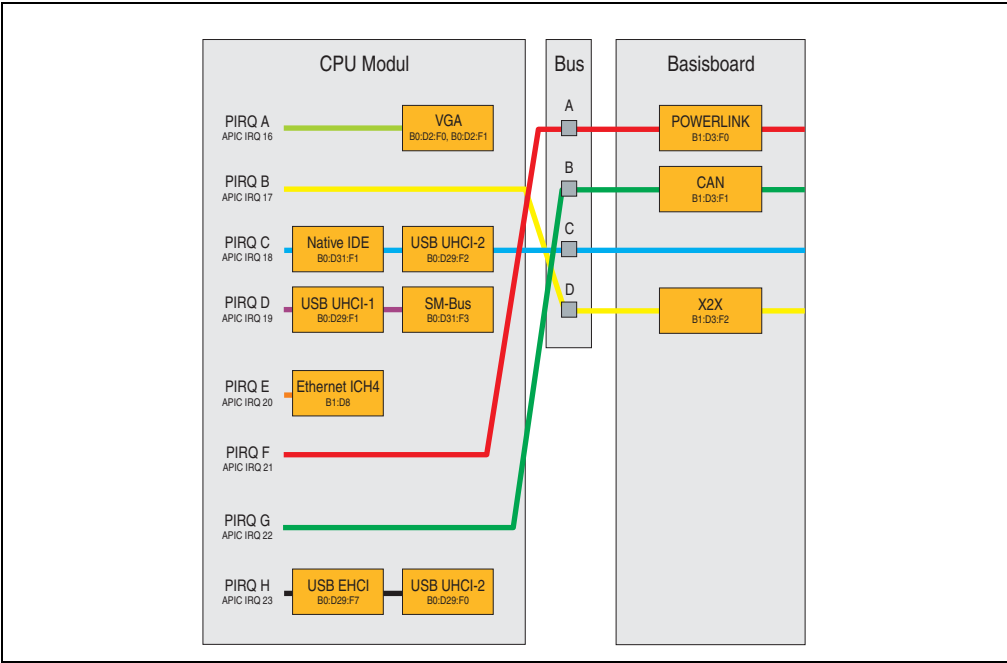 CPU Modul
Bus
Basisboard
PIRQ A
APIC IRQ 16
VGA
B0:D2:F0, B0:D2:F1
A
POWERLINK
B1:D3:F0
PIRQ B
APIC IRQ 17
B
CAN
B1:D3:F1
PIRQ C
APIC IRQ 18
Native IDE
B0:D31:F1
USB UHCI-2
B0:D29:F2
C
PIRQ D
APIC IRQ 19
USB UHCI-1
B0:D29:F1
SM-Bus
B0:D31:F3
D
X2X
B1:D3:F2
PIRQ E
APIC IRQ 20
Ethernet ICH4
B1:D8
PIRQ F
APIC IRQ 21
PIRQ G
APIC IRQ 22
PIRQ H
APIC IRQ 23
USB EHCI
B0:D29:F7
USB UHCI-2
B0:D29:F0